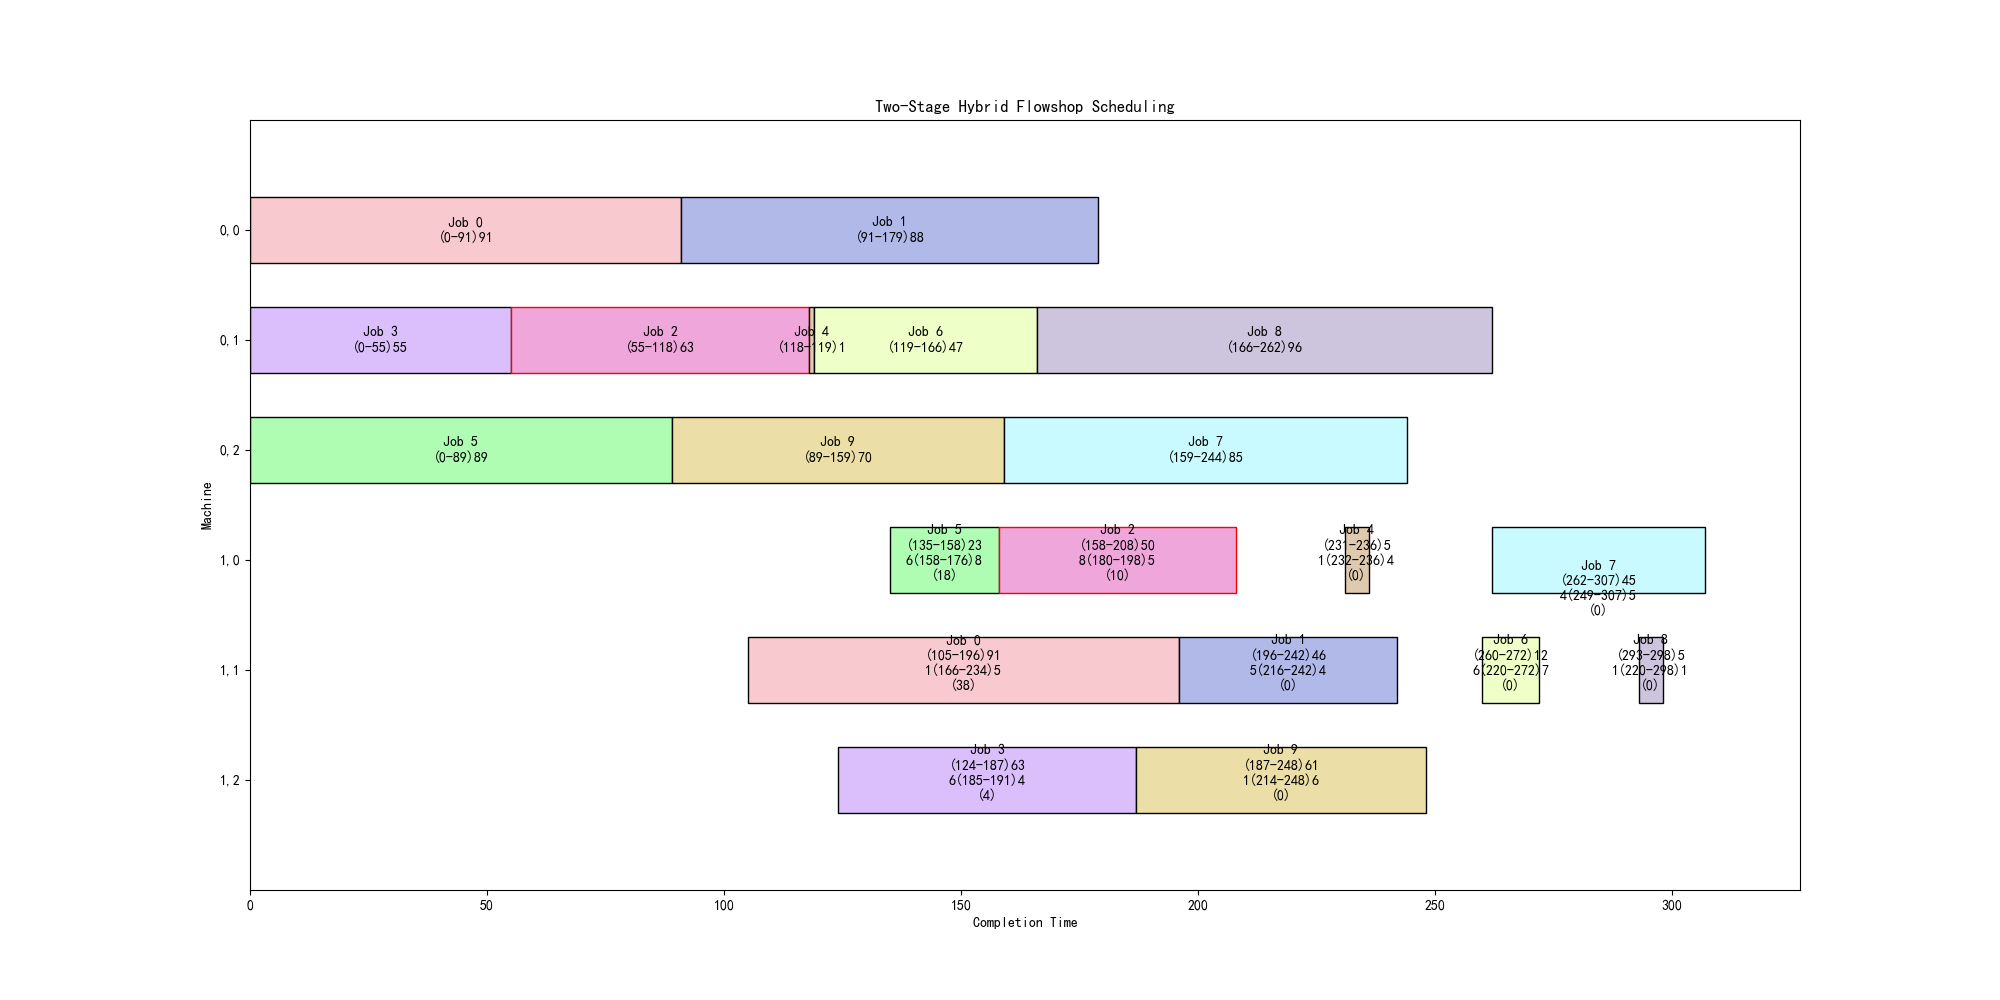 Two-Stage Hybrid Flowshop Scheduling
Machine
0,0
Job 0
(0-91)91
Job 1
(91-179)88
0,1
Job 3
(0-55)55
Job 2
(55-118)63
Job 4
(118-119)1
Job 6
(119-166)47
Job 8
(166-262)96
0,2
Job 5
(0-89)89
Job 9
(89-159)70
Job 7
(159-244)85
1,0
Job 5
(135-158)23
6(158-176)8
(18)
Job 2
(158-208)50
8(180-198)5
(10)
Job 4
(231-236)5
1(232-236)4
(0)
Job 7
(262-307)45
4(249-307)5
(0)
1,1
Job 0
(105-196)91
1(166-234)5
(38)
Job 1
(196-242)46
5(216-242)4
(0)
Job 6
(260-272)12
6(220-272)7
(0)
Job 8
(293-298)5
1(220-298)1
(0)
1,2
Job 3
(124-187)63
6(185-191)4
(4)
Job 9
(187-248)61
1(214-248)6
(0)
0 50 100 150 200 250 300
Completion Time